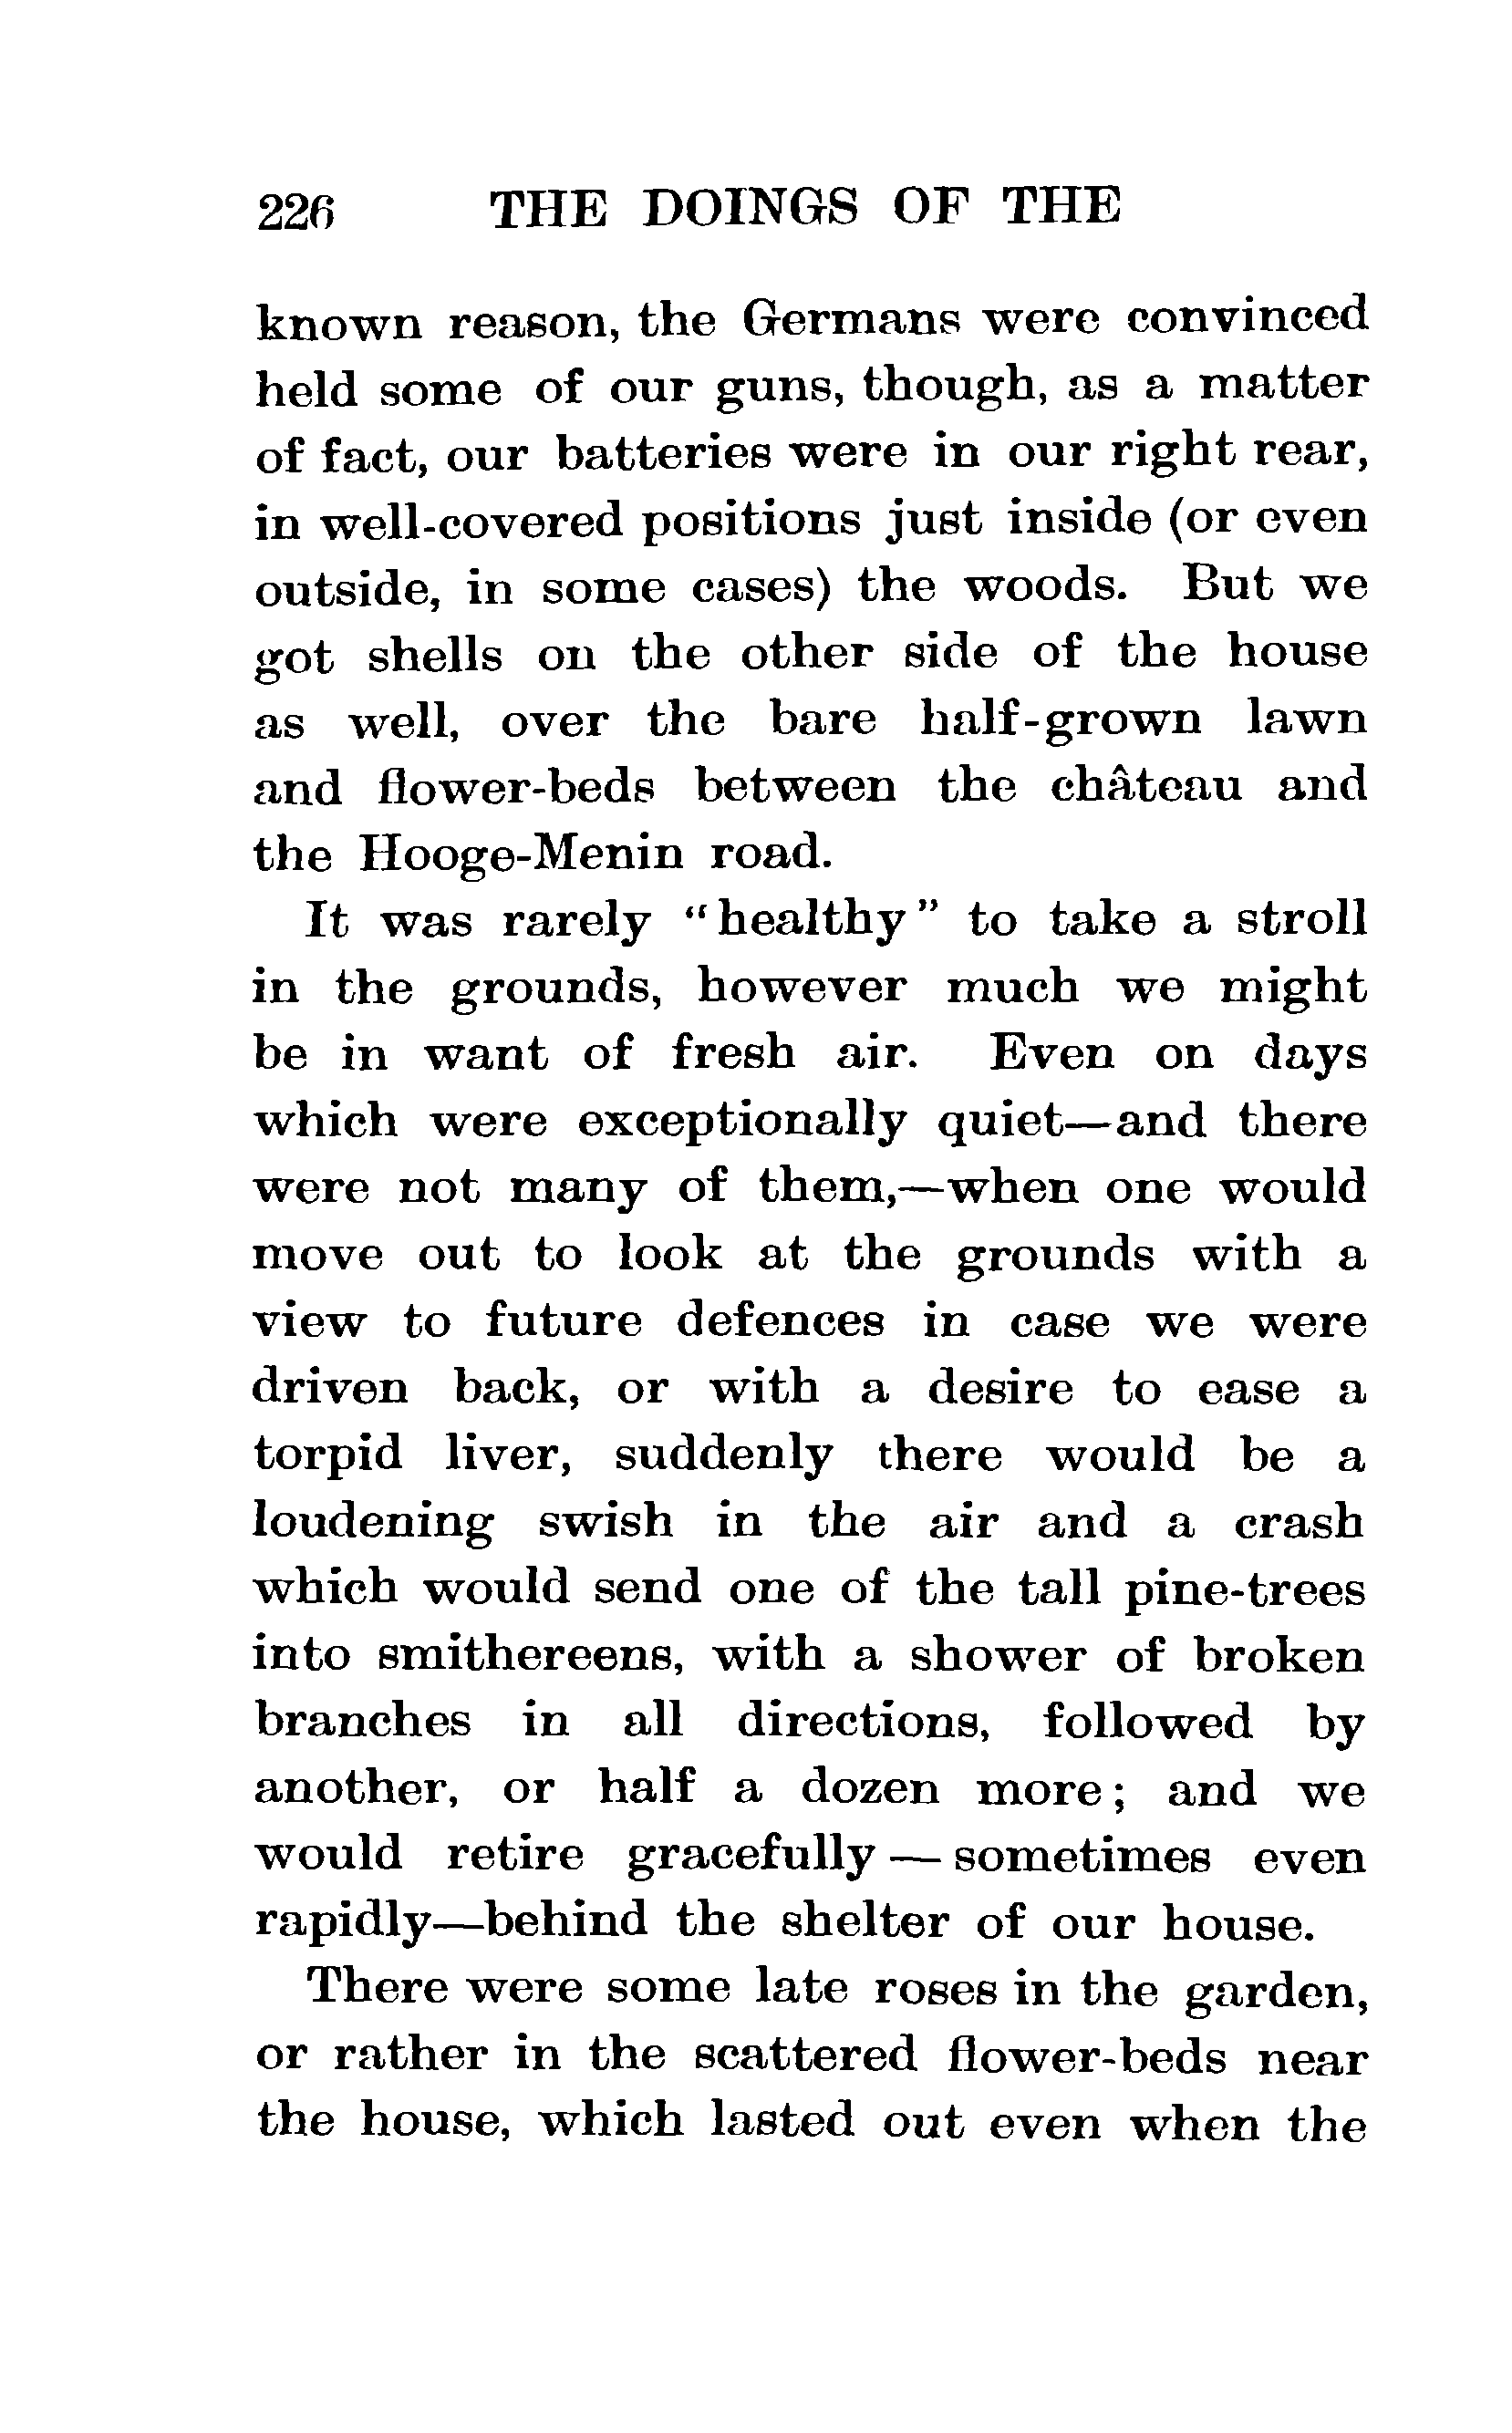 226 THE DOINGS OF THE
known reason, the Germans were convinced
held some of our guns, though, as a matter
of fact, our batteries were in our right rear,
in well-covered positions just inside (or even
outside, in some cases) the woods. But we
got shells on the other side of the house
as well, over the bare half-grown lawn
and flower-beds between the château and
the Hooge-Menin road.
It was rarely "healthy" to take a stroll
in the grounds, however much we might
be in want of fresh air. Even on days
which were exceptionally quiet—and there
were not many of them,—when one would
move out to look at the grounds with a
view to future defences in case we were
driven back, or with a desire to ease a
torpid liver, suddenly there would be a
loudening swish in the air and a crash
which would send one of the tall pine-trees
into smithereens, with a shower of broken
branches in all directions, followed by
another, or half a dozen more; and we
would retire gracefully — sometimes even
rapidly—behind the shelter of our house.
There were some late roses in the garden,
or rather in the scattered flower-beds near
the house, which lasted out even when the